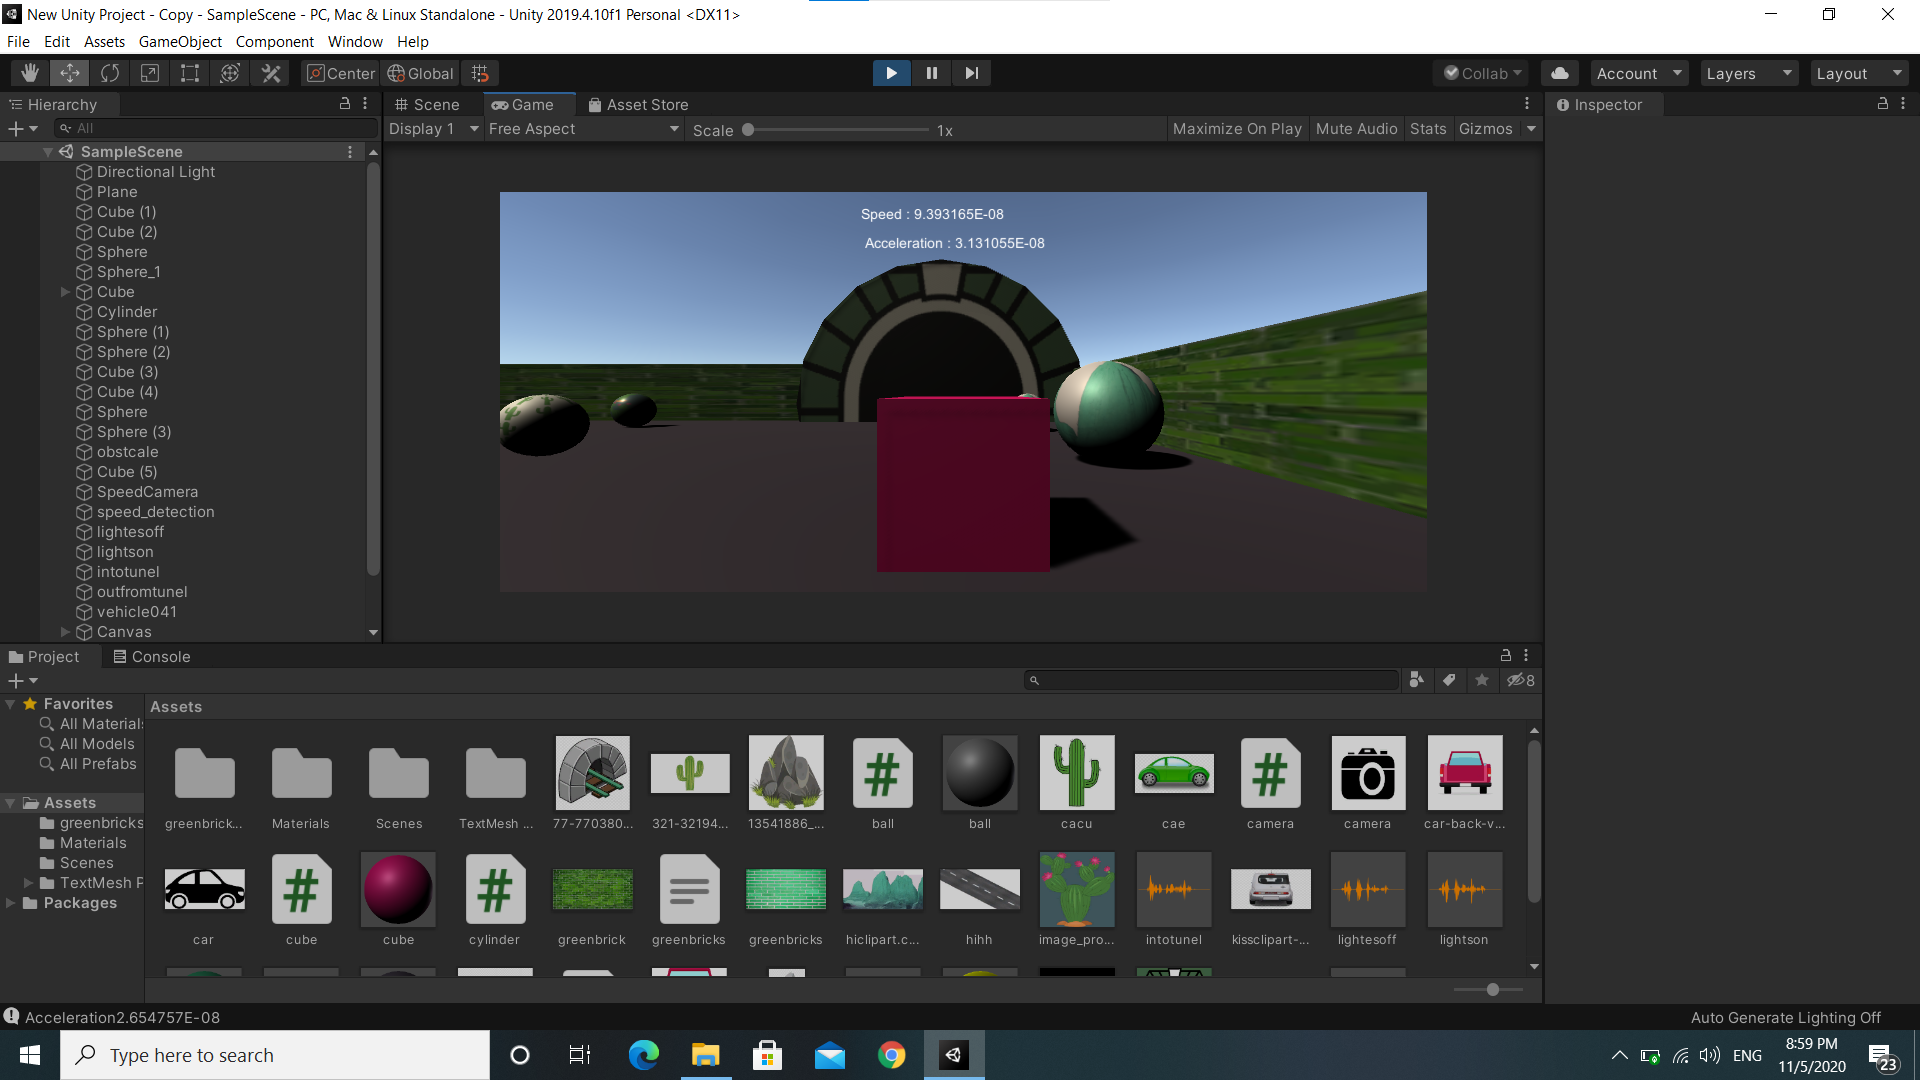 New Unity Project - Copy - SampleScene - PC, Mac & Linux Standalone - Unity 2019.4.10f1 Personal <DX11>
File Edit Assets GameObject Component Window Help
Center Global Collab Account Layers Layout
Hierarchy
All
SampleScene
Directional Light
Plane
Cube (1)
Cube (2)
Sphere
Sphere_1
Cube
Cylinder
Sphere (1)
Sphere (2)
Cube (3)
Cube (4)
Sphere
Sphere (3)
obstcale
Cube (5)
SpeedCamera
speed_detection
lightesoff
lightson
intotunel
outfromtunel
vehicle041
Canvas
Scene Game Asset Store
Display 1 Free Aspect Scale 1x Maximize On Play Mute Audio Stats Gizmos
Speed : 9.393165E-08
Acceleration : 3.131055E-08
Inspector
Project Console
8
Favorites
All Materials
All Models
All Prefabs
Assets
greenbricks
Materials
Scenes
TextMesh P
Packages
Assets
greenbrick... Materials Scenes TextMesh ... 77-770380... 321-32194... 13541886_... ball ball cacu cae camera camera car-back-v...
car cube cube cylinder greenbrick greenbricks greenbricks hiclipart.c... hihh image_pro... intotunel kissclipart-... lightesoff lightson
Acceleration2.654757E-08
Auto Generate Lighting Off
Type here to search
ENG
8:59 PM
11/5/2020
23